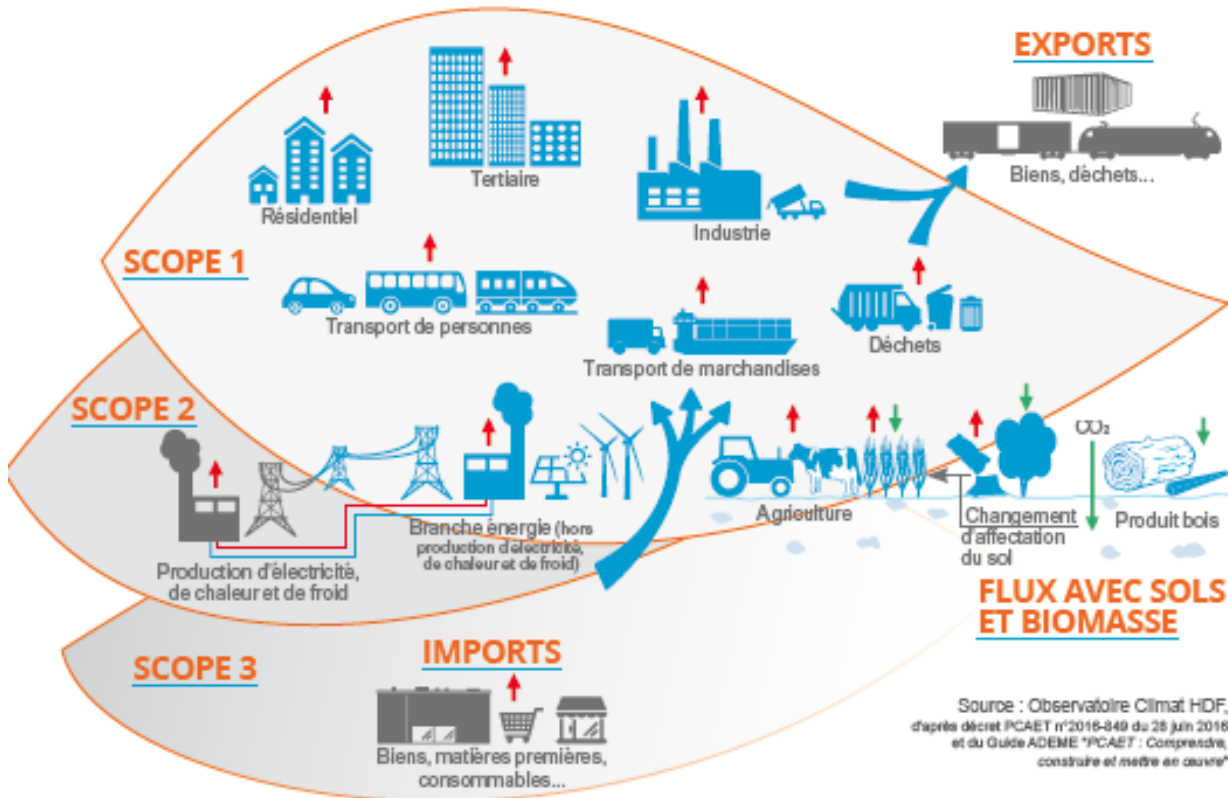 EXPORTS
Biens, déchets...
Tertiaire
Résidentiel
Industrie
SCOPE 1
Transport de personnes
Transport de marchandises
Déchets
SCOPE 2
CO₂
Agriculture
Changement
d'affectation
du sol
Produit bois
Branche énergie (hors
production d'électricité,
de chaleur et de froid)
Production d'électricité,
de chaleur et de froid
FLUX AVEC SOLS
ET BIOMASSE
SCOPE 3
IMPORTS
Biens, matières premières,
consommables...
Source : Observatoire Climat HDF,
d'après décret PCAET n°2016-849 du 28 juin 2016
et du Guide ADEME "PCAET : Comprendre,
construire et mettre en œuvre"